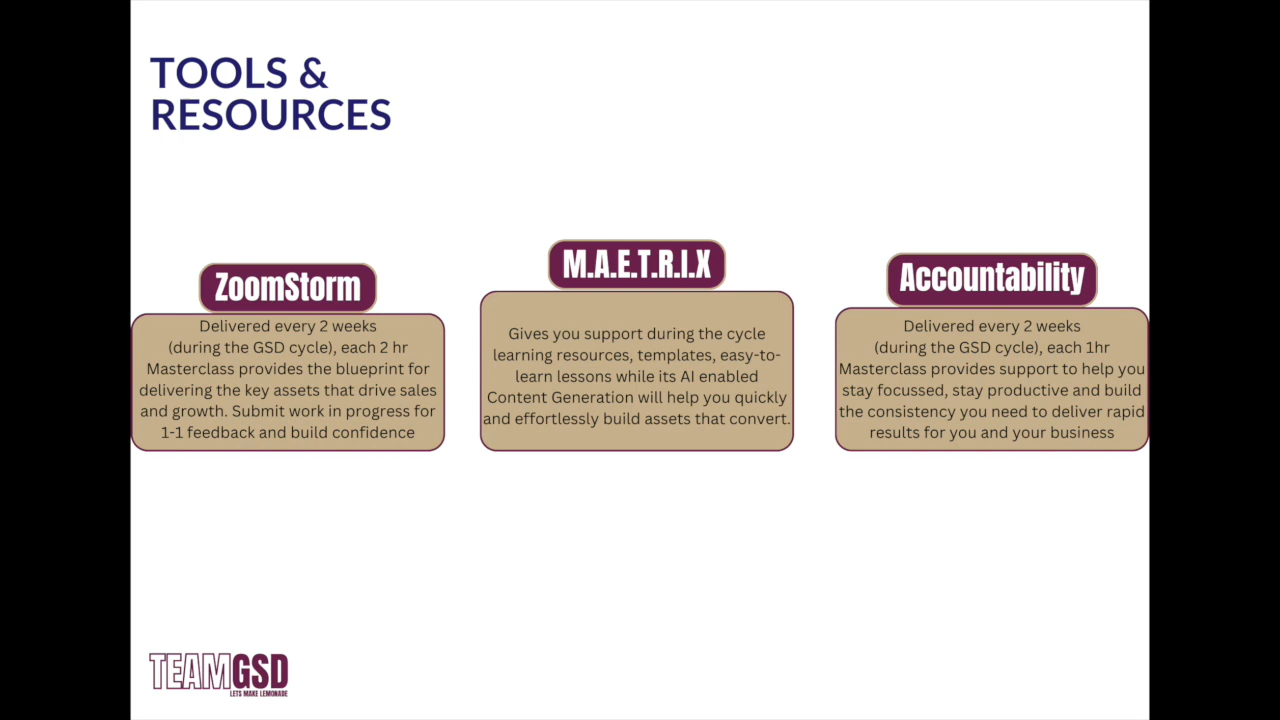 TOOLS &
RESOURCES
ZoomStorm
Delivered every 2 weeks
(during the GSD cycle), each 2 hr
Masterclass provides the blueprint for
delivering the key assets that drive sales
and growth. Submit work in progress for
1-1 feedback and build confidence
M.A.E.T.R.I.X
Gives you support during the cycle
learning resources, templates, easy-to-
learn lessons while its AI enabled
Content Generation will help you quickly
and effortlessly build assets that convert.
Accountability
Delivered every 2 weeks
(during the GSD cycle), each 1hr
Masterclass provides support to help you
stay focussed, stay productive and build
the consistency you need to deliver rapid
results for you and your business
TEAMGSD
LETS MAKE LEMONADE